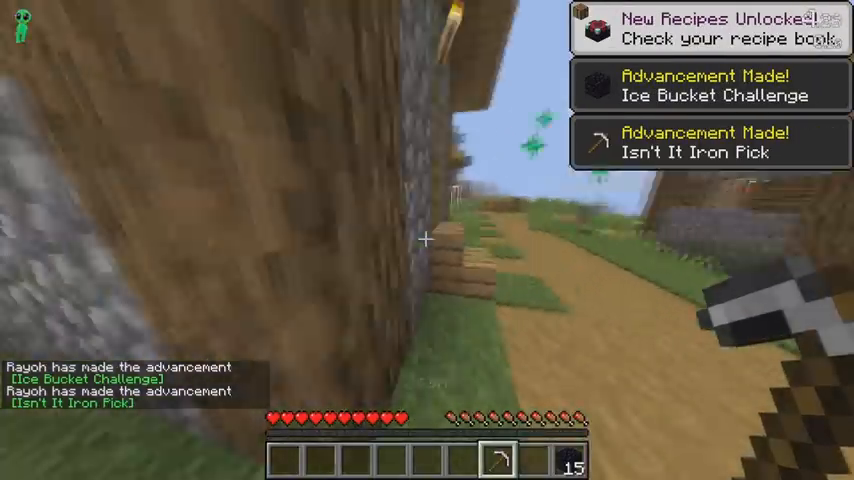 New Recipes Unlocked!
Check your recipe book
Advancement Made!
Ice Bucket Challenge
Advancement Made!
Isn't It Iron Pick
Rayoh has made the advancement
[Ice Bucket Challenge]
Rayoh has made the advancement
[Isn't It Iron Pick]
15